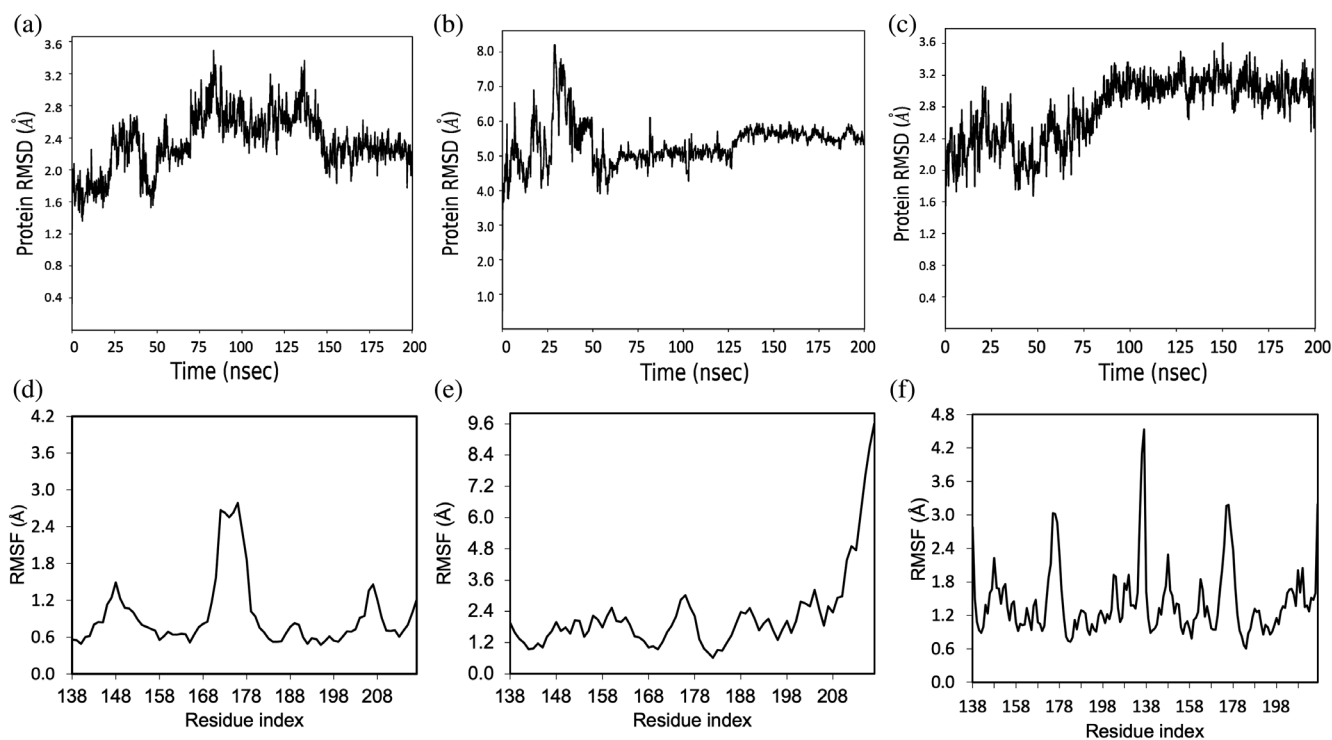 (a)
Protein RMSD (Å)
3.6
3.2
2.8
2.4
2.0
1.6
1.2
0.8
0.4
0 25 50 75 100 125 150 175 200
Time (nsec)
(b)
Protein RMSD (Å)
8.0
7.0
6.0
5.0
4.0
3.0
2.0
1.0
0 25 50 75 100 125 150 175 200
Time (nsec)
(c)
Protein RMSD (Å)
3.6
3.2
2.8
2.4
2.0
1.6
1.2
0.8
0.4
0 25 50 75 100 125 150 175 200
Time (nsec)
(d)
RMSF (Å)
4.2
3.6
3.0
2.4
1.8
1.2
0.6
0.0
138 148 158 168 178 188 198 208
Residue index
(e)
RMSF (Å)
9.6
8.8
7.2
6.0
4.8
3.6
2.4
1.2
0.0
138 148 158 168 178 188 198 208
Residue index
(f)
RMSF (Å)
4.8
4.2
3.6
3.0
2.4
1.8
1.2
0.6
0.0
138 158 178 198 138 158 178 198
Residue index